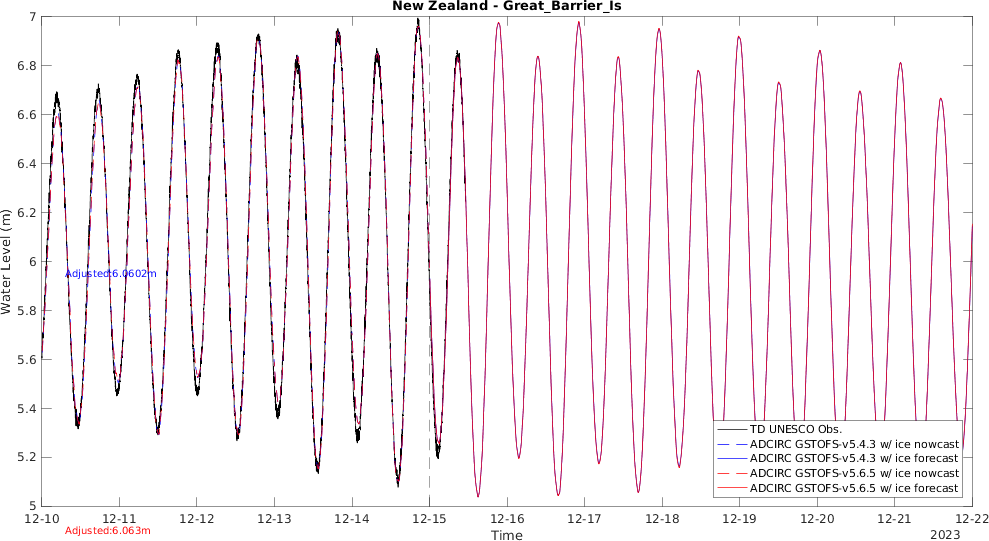 New Zealand - Great_Barrier_Is
7
6.8
6.6
6.4
6.2
6
5.8
5.6
5.4
5.2
5
Water Level (m)
Adjusted:6.0602m
TD UNESCO Obs.
ADCIRC GSTOFS-v5.4.3 w/ ice nowcast
ADCIRC GSTOFS-v5.4.3 w/ ice forecast
ADCIRC GSTOFS-v5.6.5 w/ ice nowcast
ADCIRC GSTOFS-v5.6.5 w/ ice forecast
12-10 12-11 12-12 12-13 12-14 12-15 12-16 12-17 12-18 12-19 12-20 12-21 12-22
Adjusted:6.063m
Time
2023